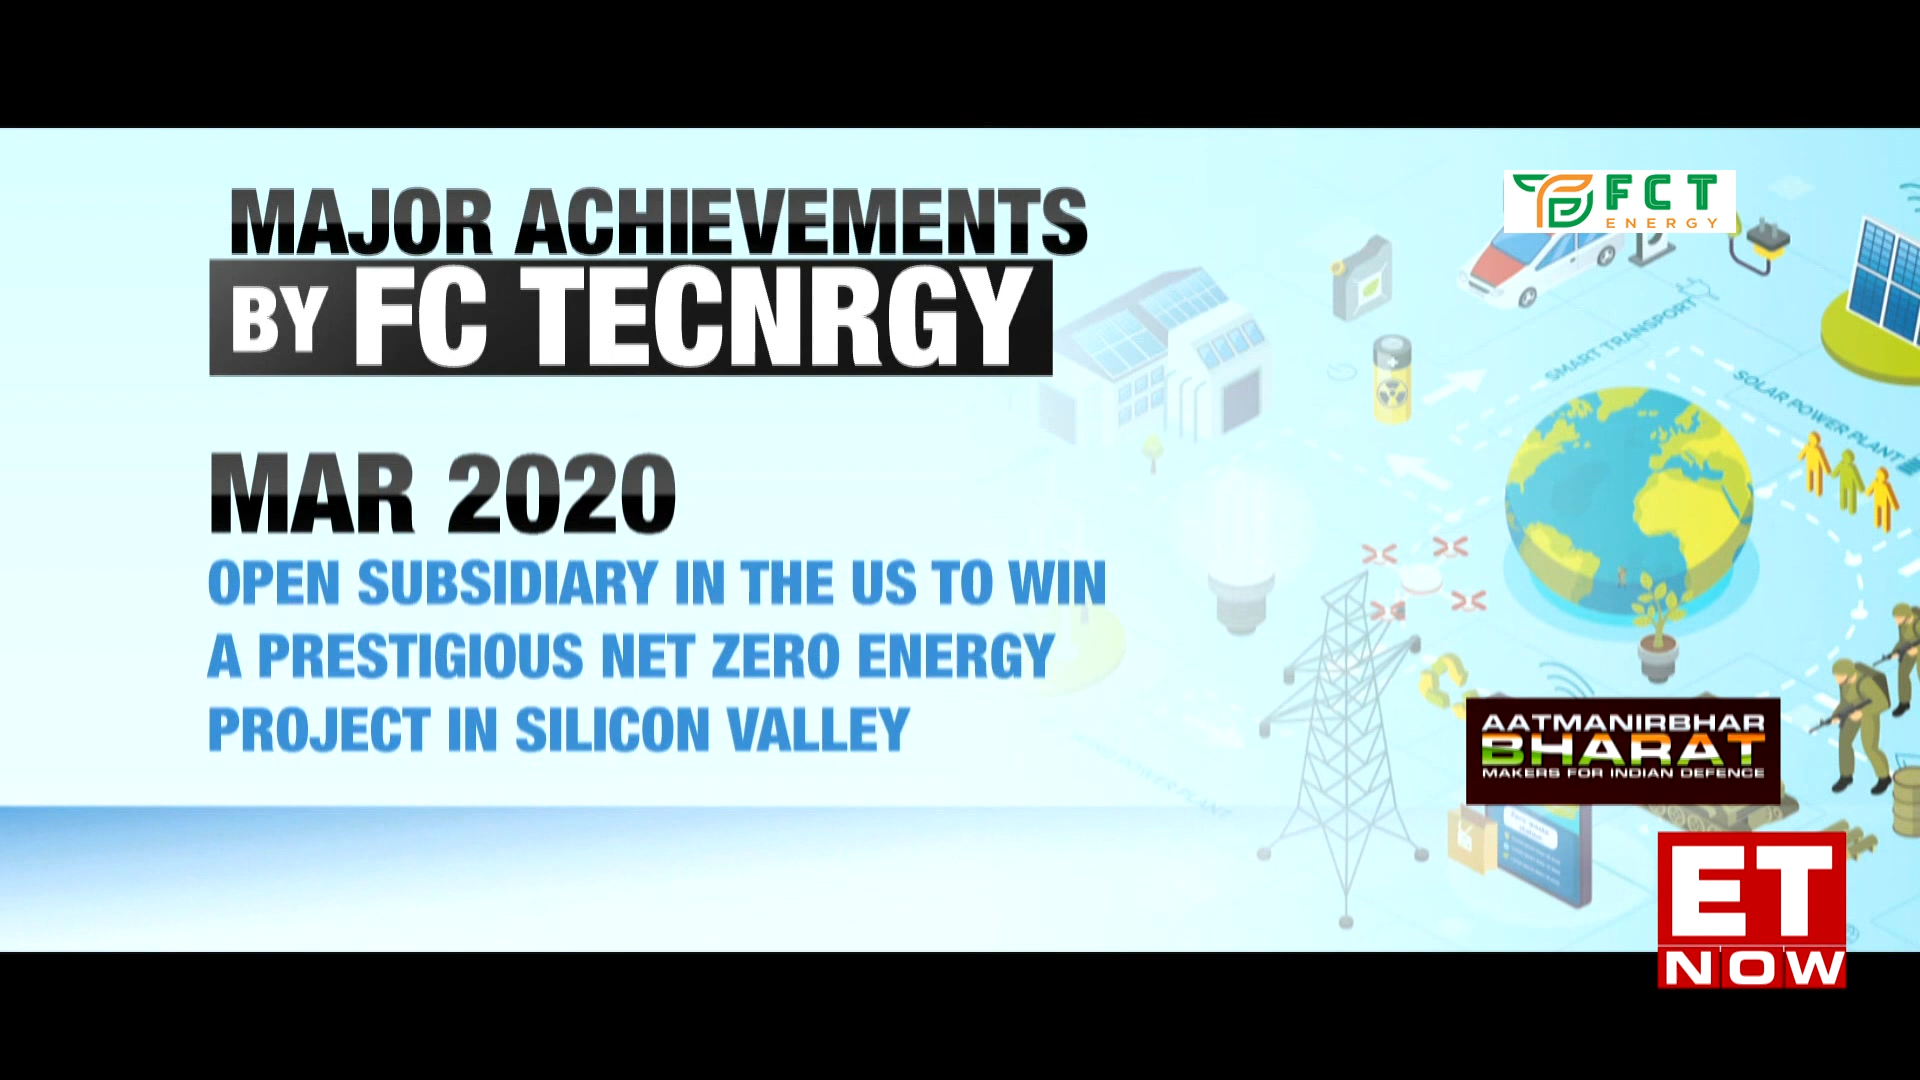 MAJOR ACHIEVEMENTS
BY FC TECNRGY
FCT
ENERGY
MAR 2020
OPEN SUBSIDIARY IN THE US TO WIN
A PRESTIGIOUS NET ZERO ENERGY
PROJECT IN SILICON VALLEY
SMART TRANSPORT
SOLAR POWER PLANT
AATMANIRBHAR
BHARAT
MAKERS FOR INDIAN DEFENCE
ET
NOW